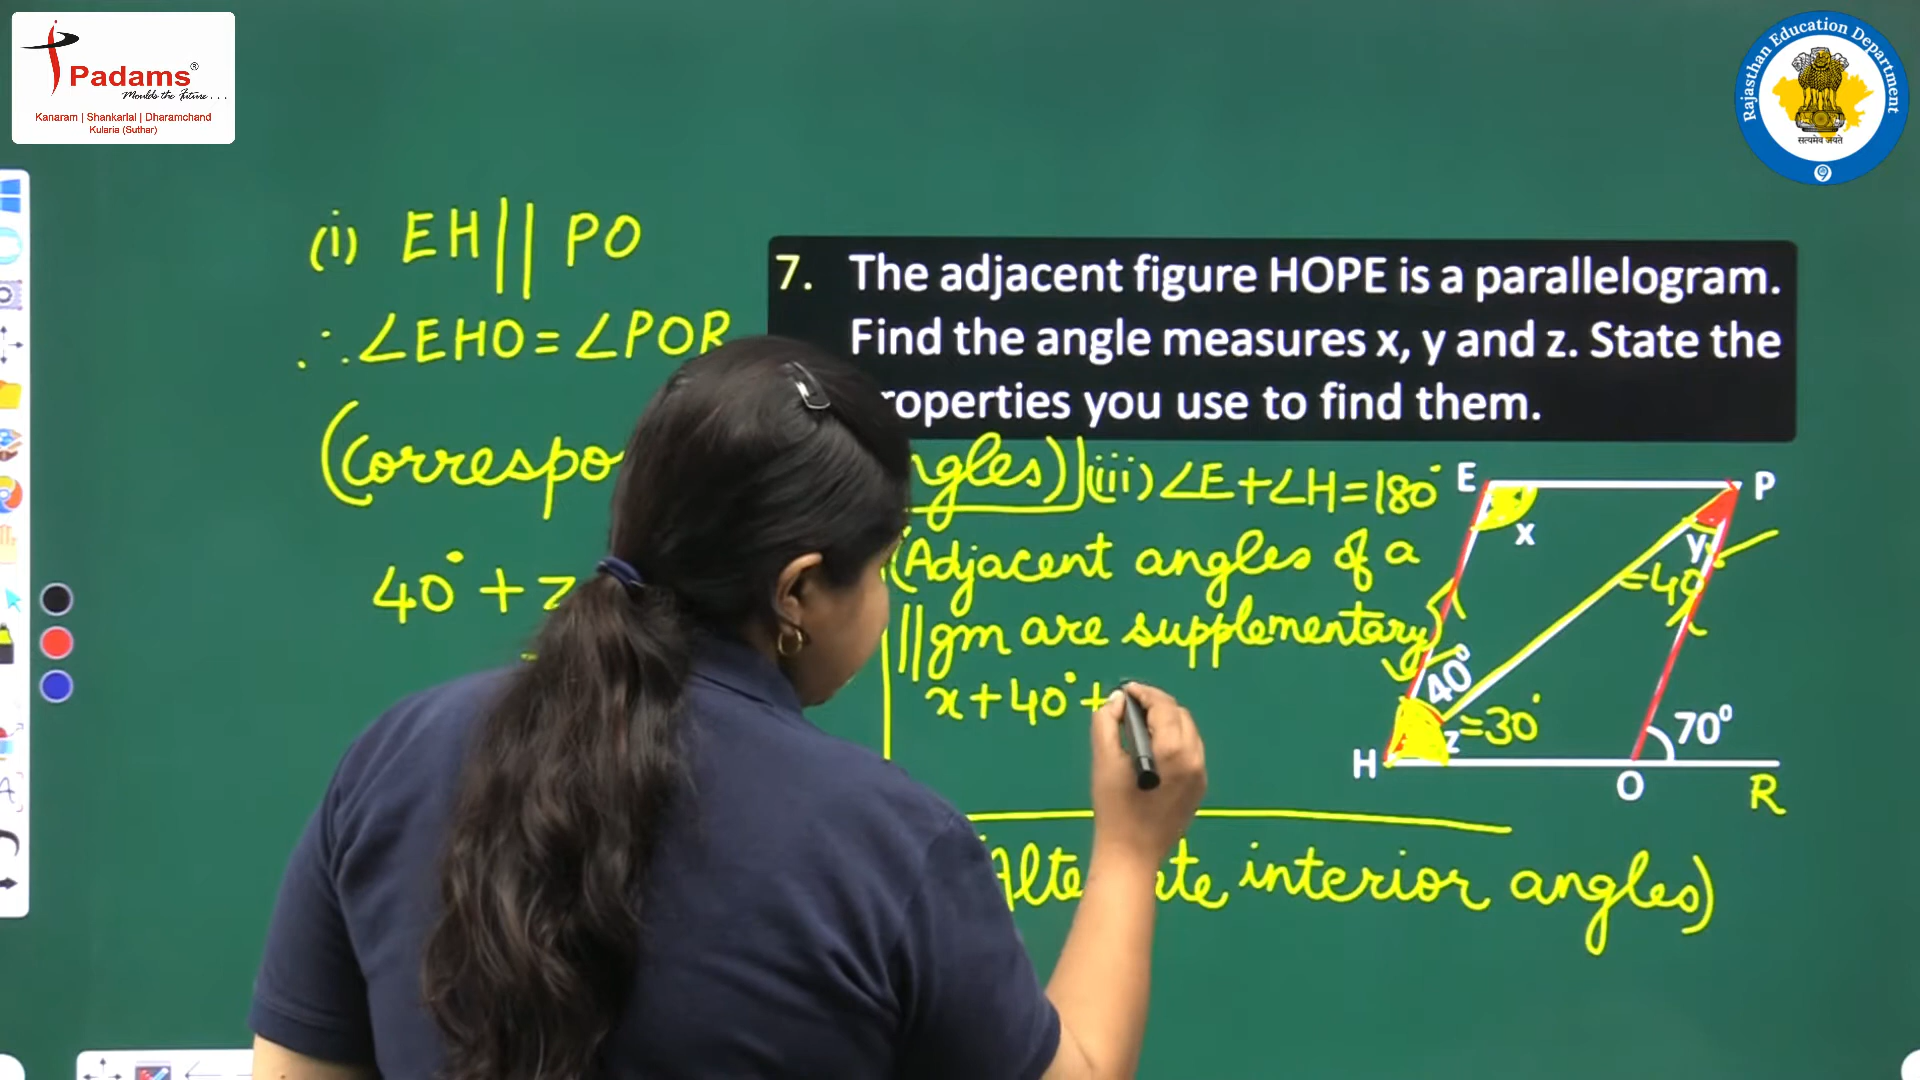 Padams®
Moulds the Future...
Kanaram | Shankarlal | Dharamchand
Kularia (Suthar)
Rajasthan Education Department
सत्यमेव जयते
(i) EH || PO
∴ ∠EHO = ∠POR
(Correspo ngles)
40° + z
7. The adjacent figure HOPE is a parallelogram.
Find the angle measures x, y and z. State the
roperties you use to find them.
(iii) ∠E + ∠H = 180°
(Adjacent angles of a
||gm are supplementary)
x + 40° +
E
P
x
y
=40
40°
z =30°
70°
H
O
R
(Alte te interior angles)